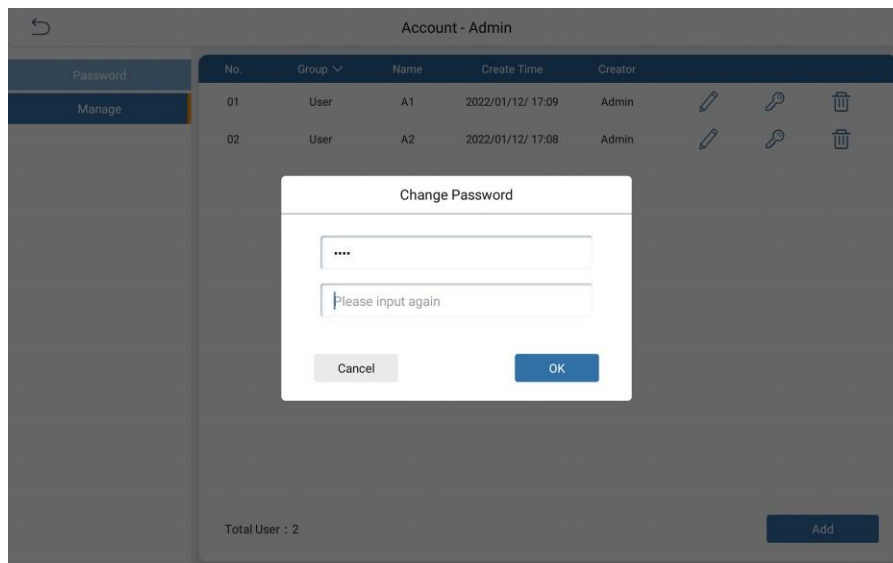 Account - Admin
Password
Manage
No. Group Name Create Time Creator
01 User A1 2022/01/12/ 17:09 Admin
02 User A2 2022/01/12/ 17:08 Admin
Change Password
••••
Please input again
Cancel OK
Total User : 2
Add